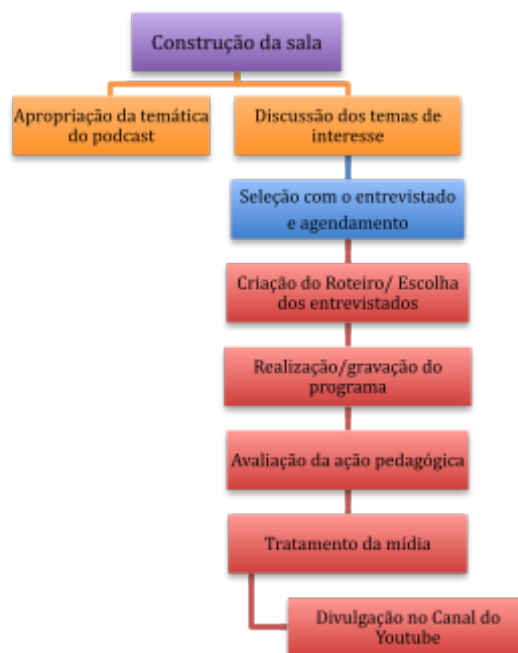 Construção da sala
Apropriação da temática
do podcast
Discussão dos temas de
interesse
Seleção com o entrevistado
e agendamento
Criação do Roteiro/ Escolha
dos entrevistados
Realização/gravação do
programa
Avaliação da ação pedagógica
Tratamento da mídia
Divulgação no Canal do
Youtube